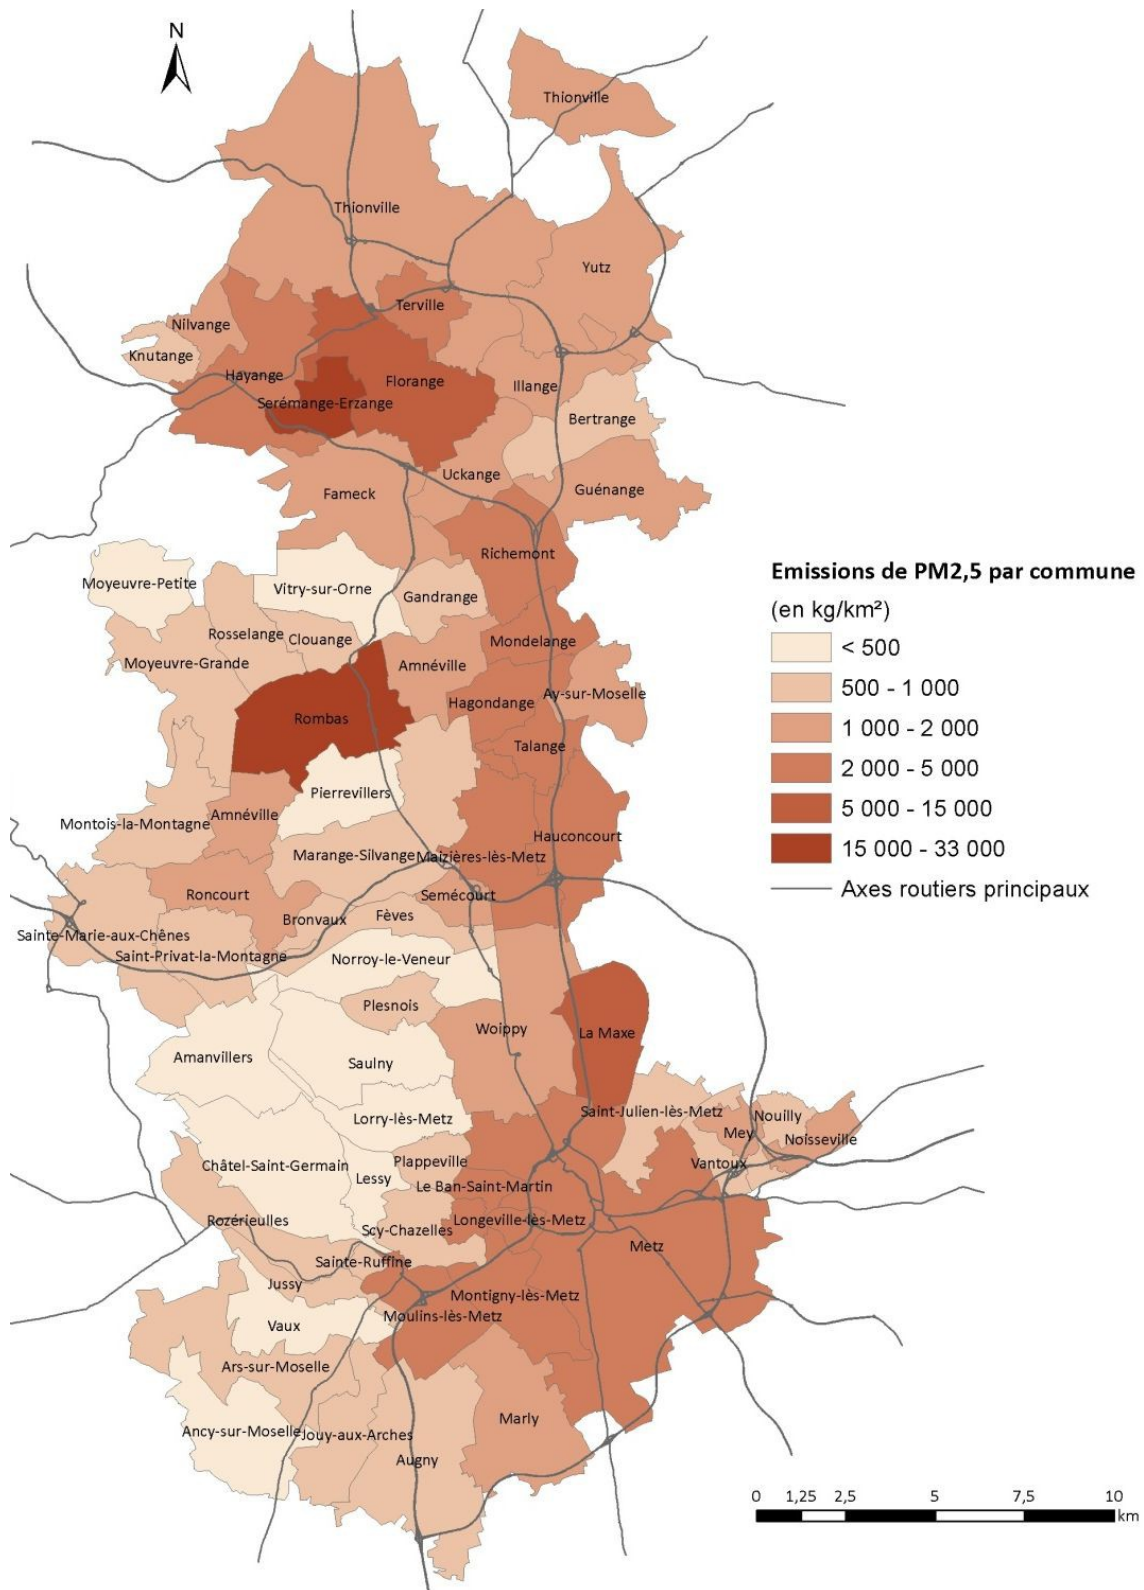 N
Thionville
Thionville
Yutz
Terville
Nilvange
Knutange
Hayange
Florange
Illange
Serémange-Erzange
Bertrange
Uckange
Guénange
Fameck
Richemont
Emissions de PM2,5 par commune
(en kg/km²)
< 500
500 - 1 000
1 000 - 2 000
2 000 - 5 000
5 000 - 15 000
15 000 - 33 000
Axes routiers principaux
Moyeuvre-Petite
Vitry-sur-Orne
Gandrange
Rosselange
Clouange
Mondelange
Moyeuvre-Grande
Amnéville
Ay-sur-Moselle
Hagondange
Rombas
Talange
Pierrevillers
Amnéville
Montois-la-Montagne
Hauconcourt
Marange-Silvange
Maizières-lès-Metz
Roncourt
Semécourt
Bronvaux
Fèves
Sainte-Marie-aux-Chênes
Saint-Privat-la-Montagne
Norroy-le-Veneur
Plesnois
Woippy
La Maxe
Amanvillers
Saulny
Lorry-lès-Metz
Saint-Julien-lès-Metz
Nouilly
Mey
Noisseville
Vantoux
Châtel-Saint-Germain
Plappeville
Lessy
Le Ban-Saint-Martin
Rozérieulles
Scy-Chazelles
Longeville-lès-Metz
Metz
Sainte-Ruffine
Jussy
Montigny-lès-Metz
Moulins-lès-Metz
Vaux
Ars-sur-Moselle
Ancy-sur-Moselle
Jouy-aux-Arches
Marly
Augny
0 1,25 2,5 5 7,5 10
km